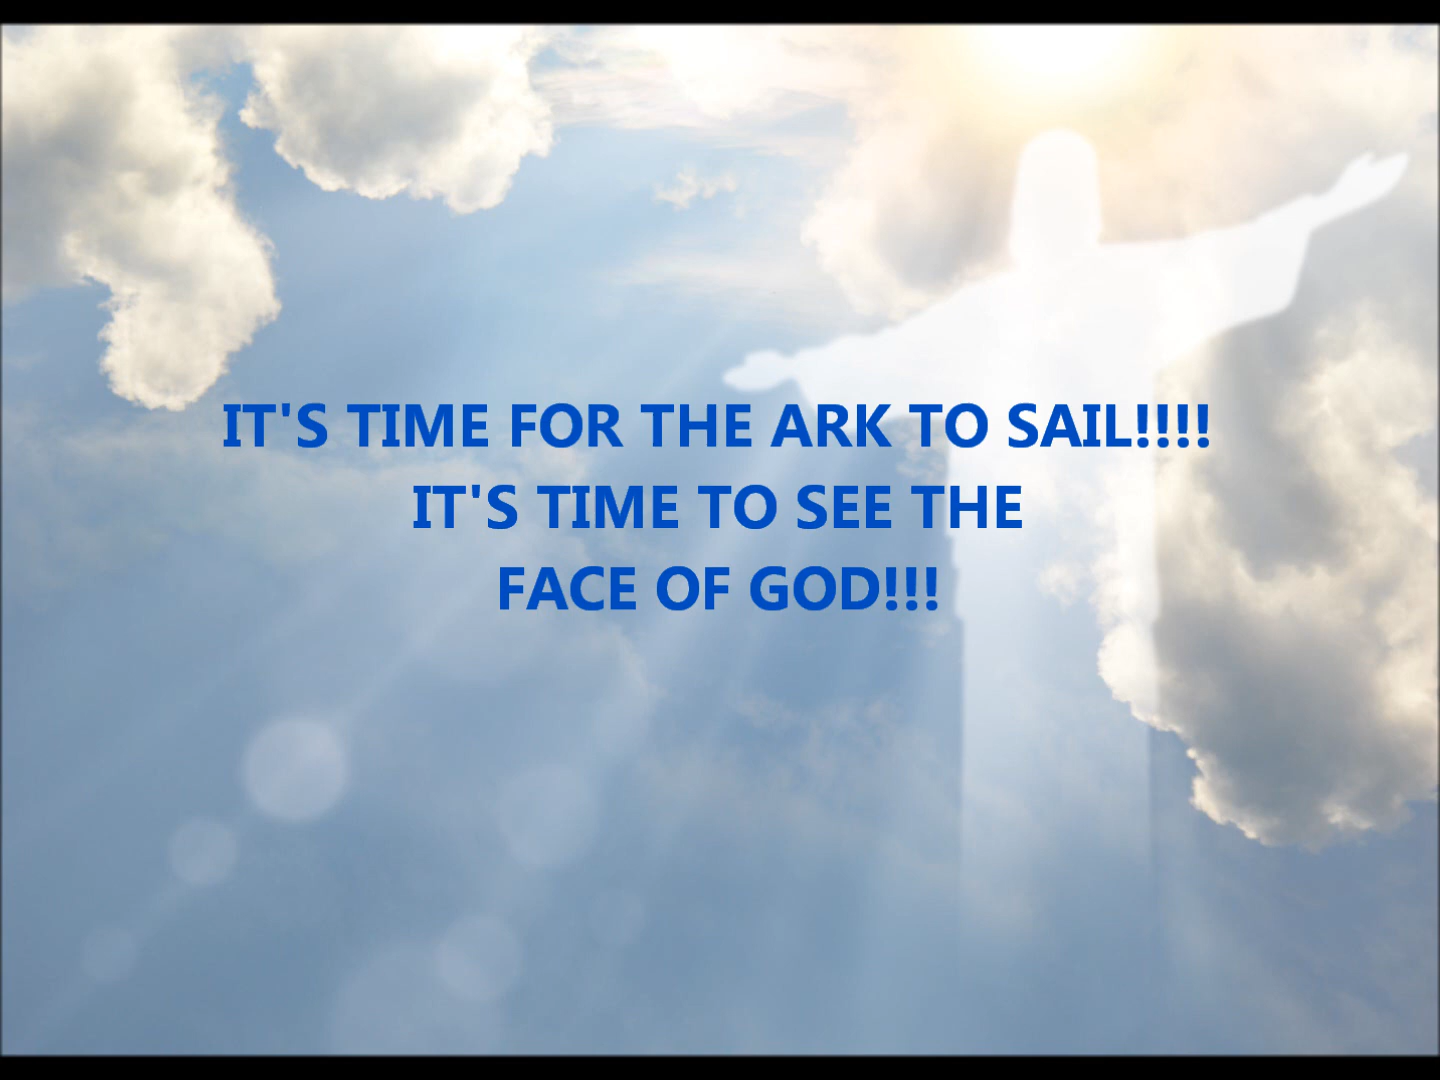 IT'S TIME FOR THE ARK TO SAIL!!!!
IT'S TIME TO SEE THE
FACE OF GOD!!!